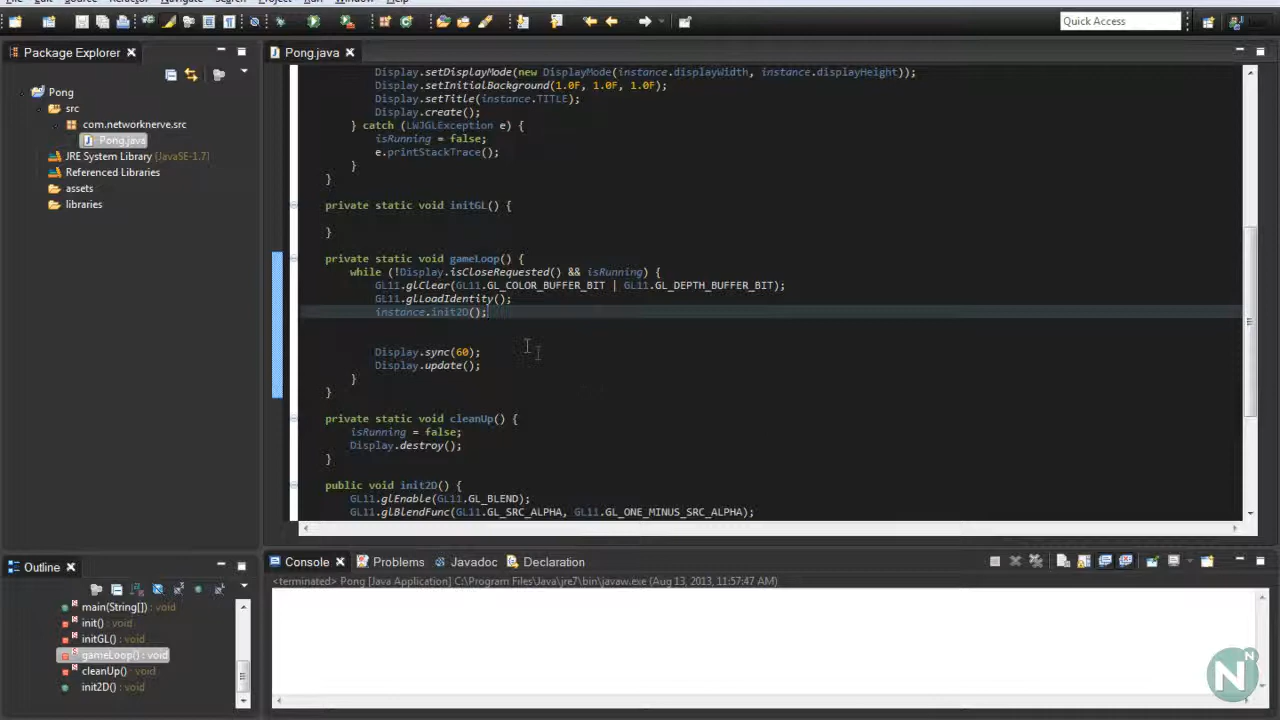 Quick Access
Package Explorer
Pong
src
com.networknerve.src
Pong.java
JRE System Library [JavaSE-1.7]
Referenced Libraries
assets
libraries
Pong.java
Display.setDisplayMode(new DisplayMode(instance.displayWidth, instance.displayHeight));
Display.setInitialBackground(1.0F, 1.0F, 1.0F);
Display.setTitle(instance.TITLE);
Display.create();
} catch (LWJGLException e) {
isRunning = false;
e.printStackTrace();
}
}
private static void initGL() {
}
private static void gameLoop() {
while (!Display.isCloseRequested() && isRunning) {
GL11.glClear(GL11.GL_COLOR_BUFFER_BIT | GL11.GL_DEPTH_BUFFER_BIT);
GL11.glLoadIdentity();
instance.init2D();
Display.sync(60);
Display.update();
}
}
private static void cleanUp() {
isRunning = false;
Display.destroy();
}
public void init2D() {
GL11.glEnable(GL11.GL_BLEND);
GL11.glBlendFunc(GL11.GL_SRC_ALPHA, GL11.GL_ONE_MINUS_SRC_ALPHA);
Outline
main(String[]) : void
init() : void
initGL() : void
gameLoop() : void
cleanUp() : void
init2D() : void
Console Problems Javadoc Declaration
<terminated> Pong [Java Application] C:\Program Files\Java\jre7\bin\javaw.exe (Aug 13, 2013, 11:57:47 AM)
N N